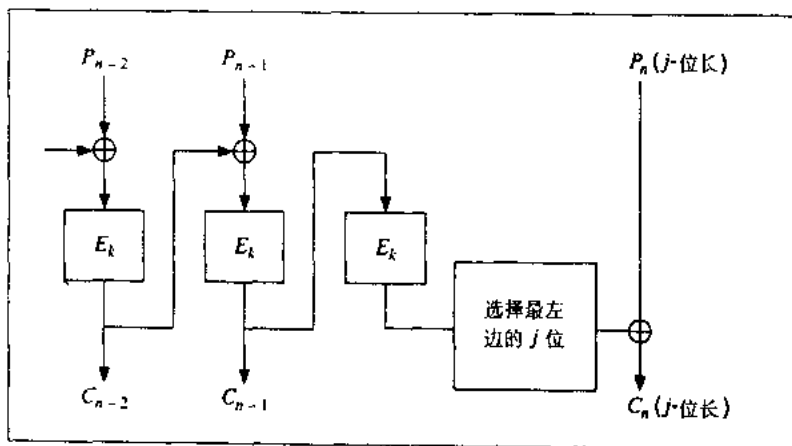 P_{n-2}
P_{n-1}
P_n (j-位长)
E_k
E_k
E_k
选择最左
边的 j 位
C_{n-2}
C_{n-1}
C_n (j-位长)